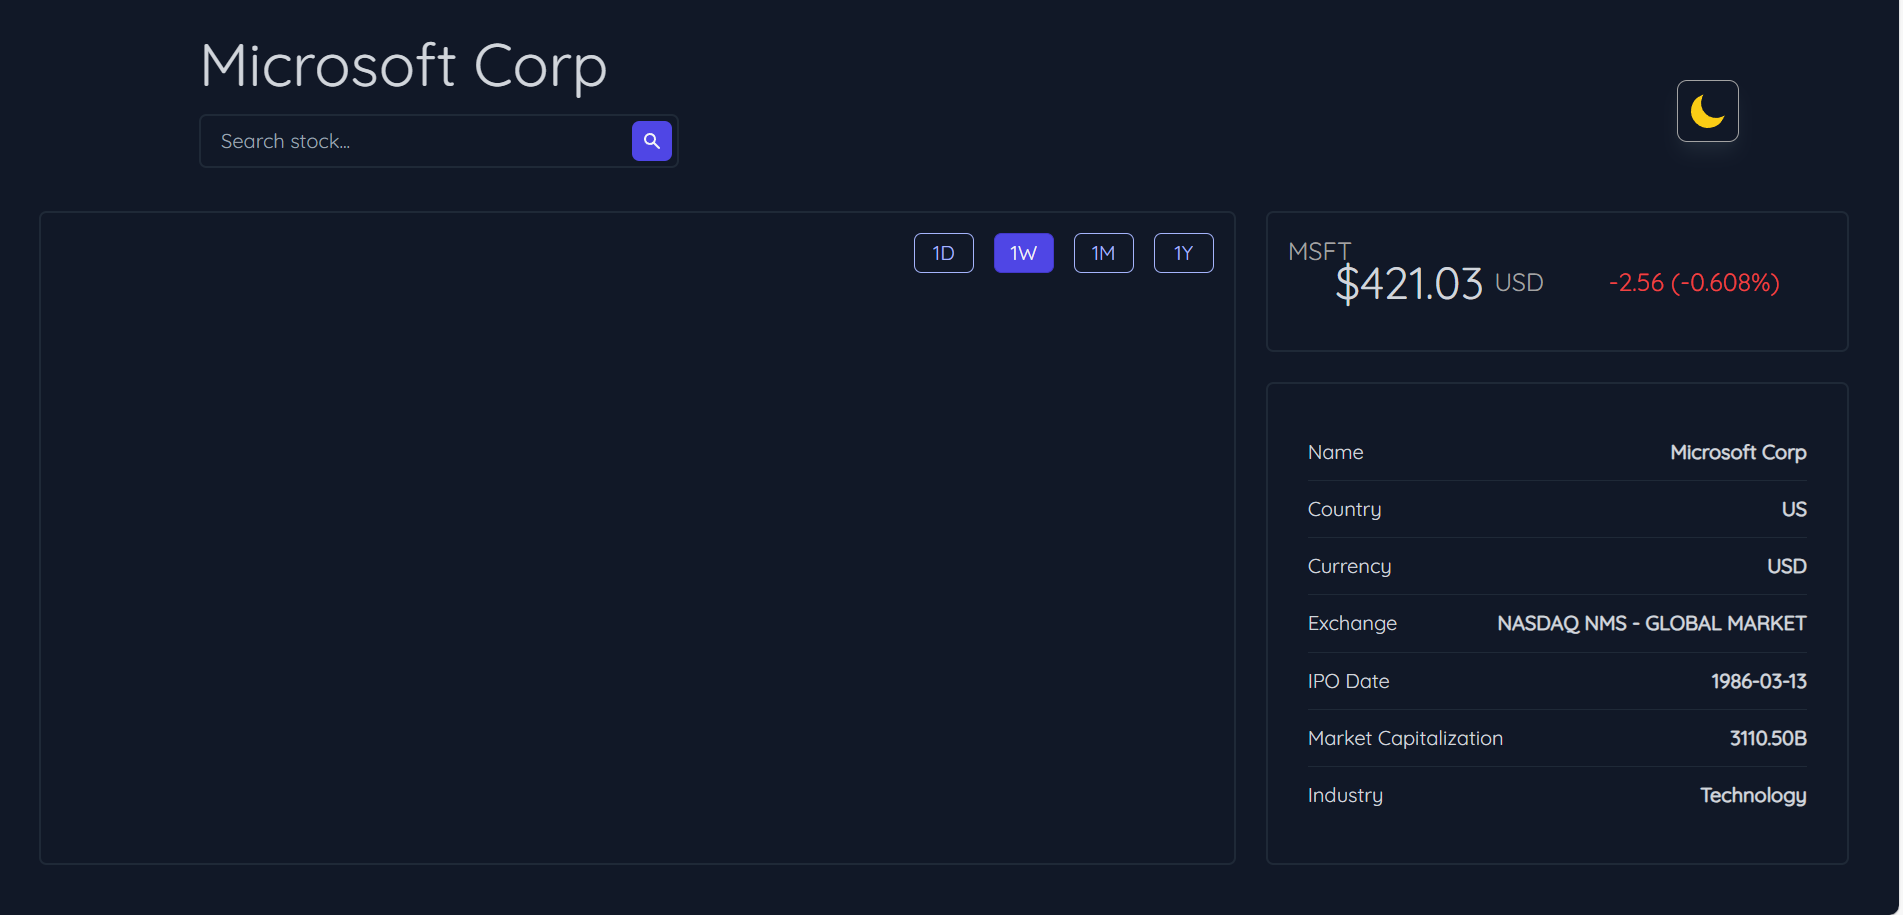 Microsoft Corp
Search stock...
1D 1W 1M 1Y
MSFT
$421.03 USD -2.56 (-0.608%)
Name Microsoft Corp
Country US
Currency USD
Exchange NASDAQ NMS - GLOBAL MARKET
IPO Date 1986-03-13
Market Capitalization 3110.50B
Industry Technology